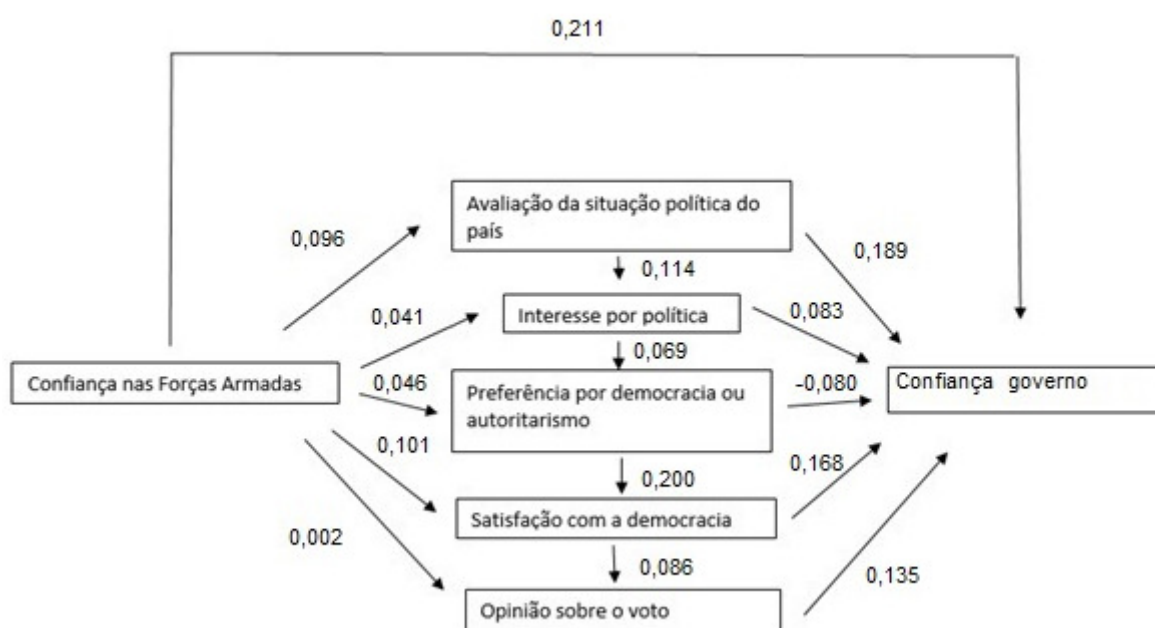 0,211
Avaliação da situação política do
país
0,096
0,189
0,114
0,041
Interesse por política
0,083
0,069
Confiança nas Forças Armadas
0,046
Preferência por democracia ou
autoritarismo
-0,080
Confiança governo
0,101
0,200
0,168
Satisfação com a democracia
0,002
0,086
0,135
Opinião sobre o voto